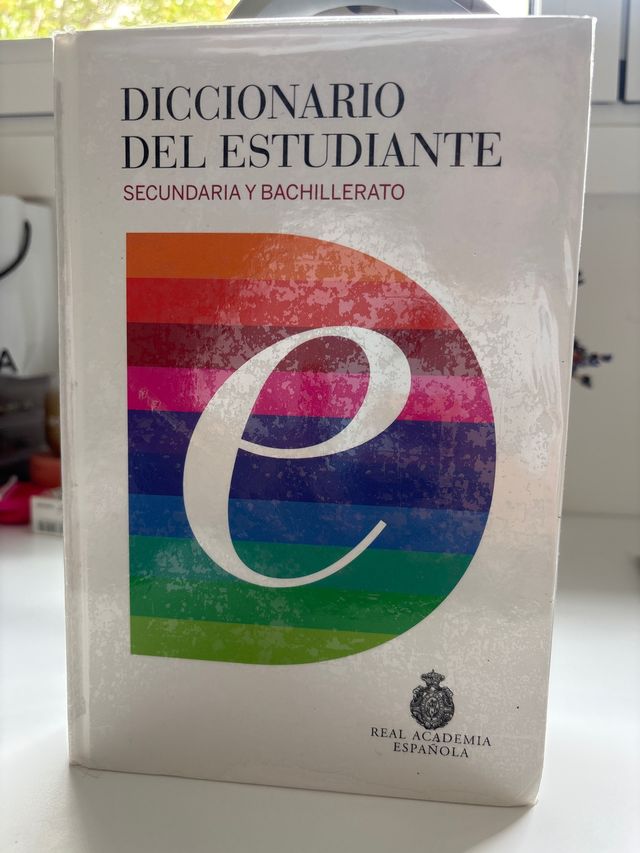 DICCIONARIO
DEL ESTUDIANTE
SECUNDARIA Y BACHILLERATO
e
REAL ACADEMIA
ESPAÑOLA
A